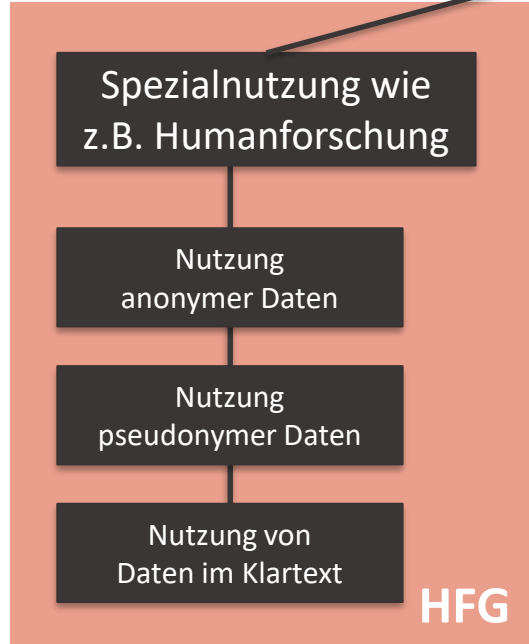 Spezialnutzung wie
z.B. Humanforschung
Nutzung
anonymer Daten
Nutzung
pseudonymer Daten
Nutzung von
Daten im Klartext
HFG